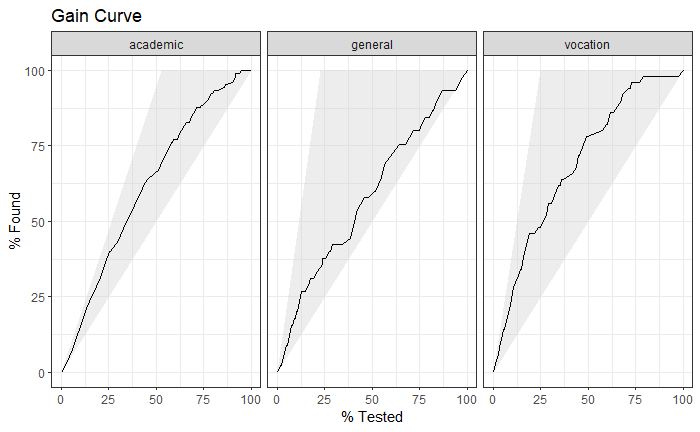 Gain Curve
academic general vocation
100
75
50
25
0
0 25 50 75 100 0 25 50 75 100 0 25 50 75 100
% Found
% Tested